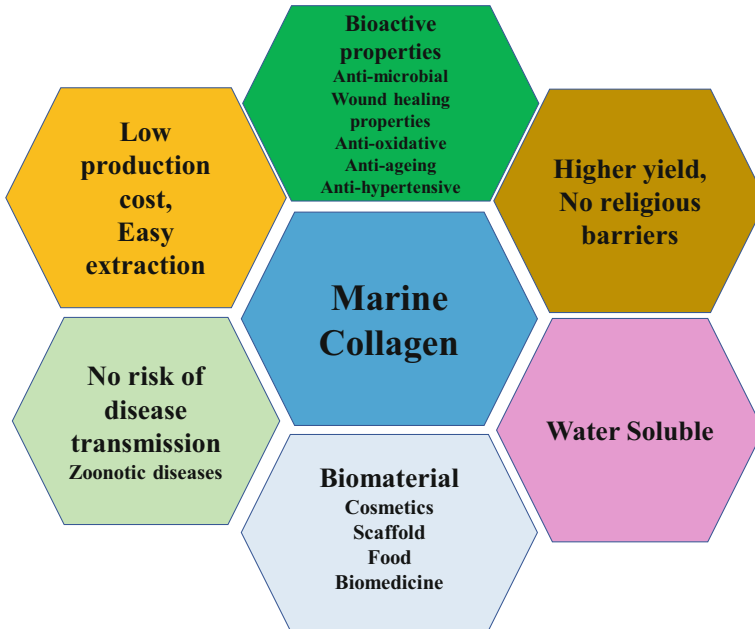 Bioactive
properties
Anti-microbial
Wound healing
properties
Anti-oxidative
Anti-ageing
Anti-hypertensive
Low
production
cost,
Easy
extraction
Higher yield,
No religious
barriers
Marine
Collagen
No risk of
disease
transmission
Zoonotic diseases
Water Soluble
Biomaterial
Cosmetics
Scaffold
Food
Biomedicine